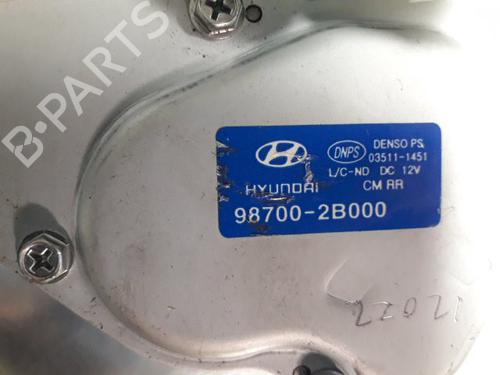 B-PARTS
DNPS
DENSO PS
03511-1451
L/C-ND DC 12V
HYUNDAI
CM RR
98700-2B000